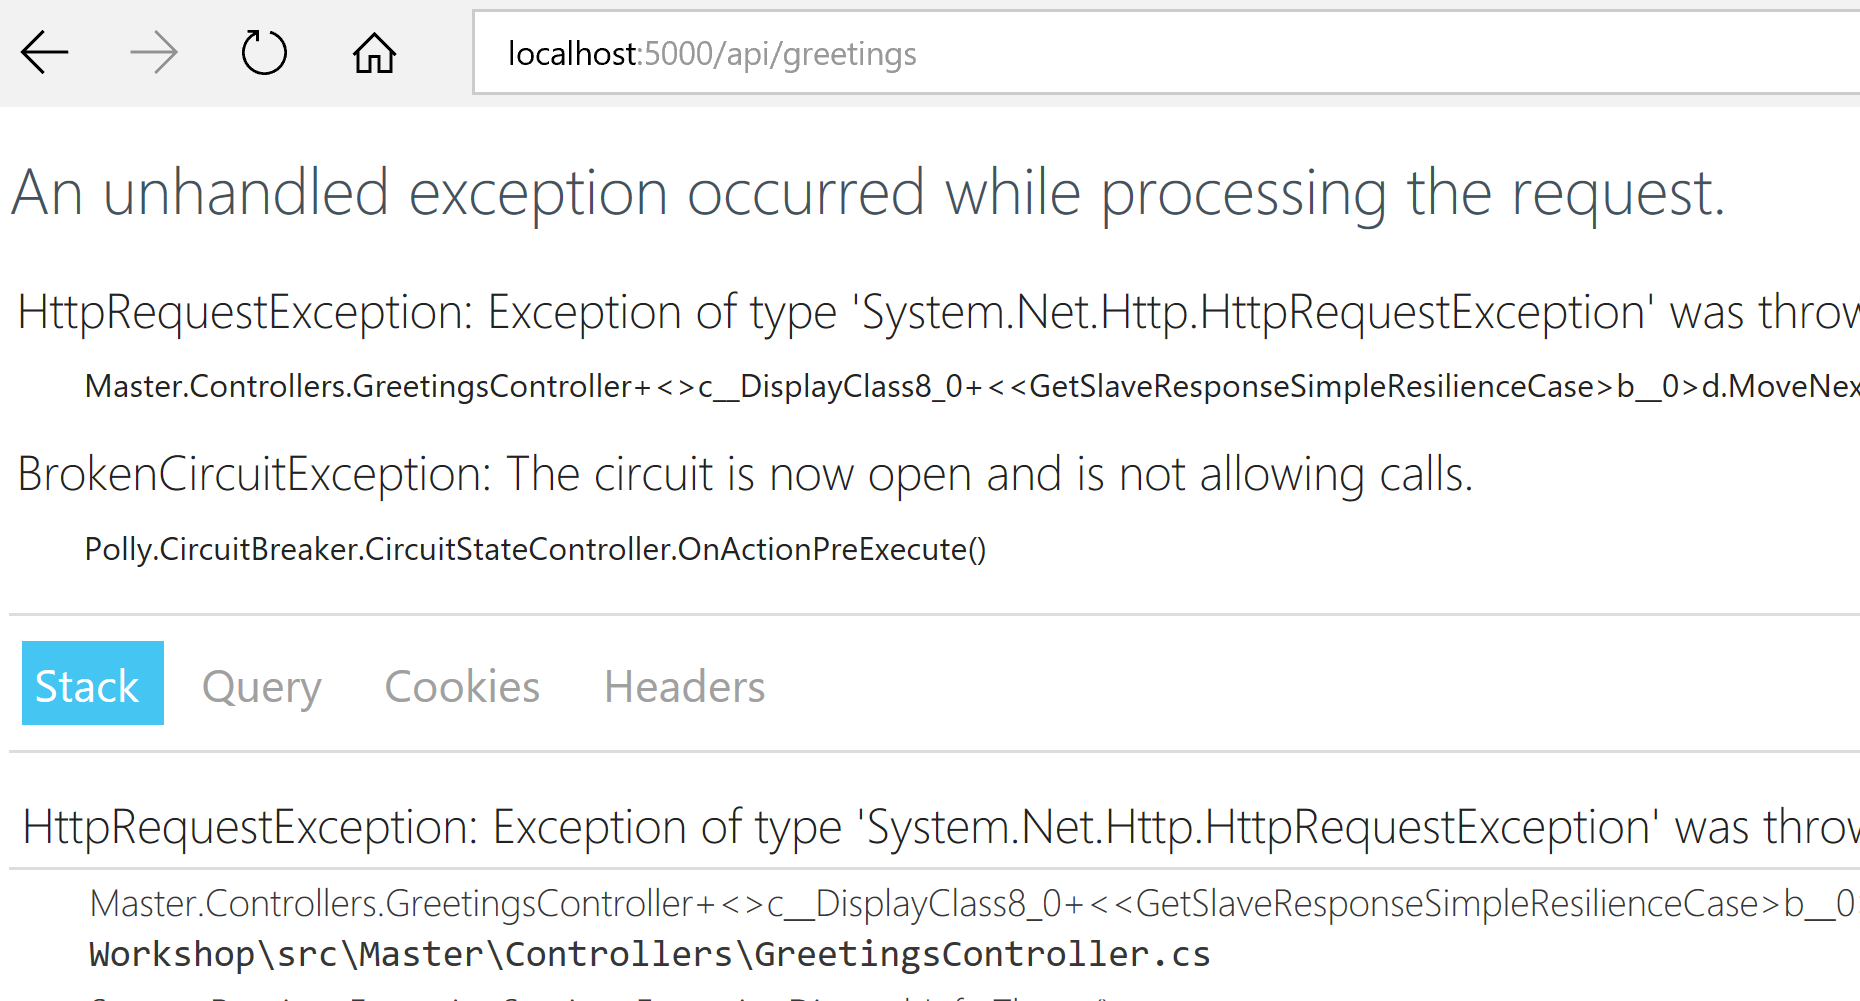 localhost:5000/api/greetings
An unhandled exception occurred while processing the request.
HttpRequestException: Exception of type 'System.Net.Http.HttpRequestException' was throw
Master.Controllers.GreetingsController+<>c__DisplayClass8_0+<<GetSlaveResponseSimpleResilienceCase>b__0>d.MoveNex
BrokenCircuitException: The circuit is now open and is not allowing calls.
Polly.CircuitBreaker.CircuitStateController.OnActionPreExecute()
Stack Query Cookies Headers
HttpRequestException: Exception of type 'System.Net.Http.HttpRequestException' was throw
Master.Controllers.GreetingsController+<>c__DisplayClass8_0+<<GetSlaveResponseSimpleResilienceCase>b__0
Workshop\src\Master\Controllers\GreetingsController.cs